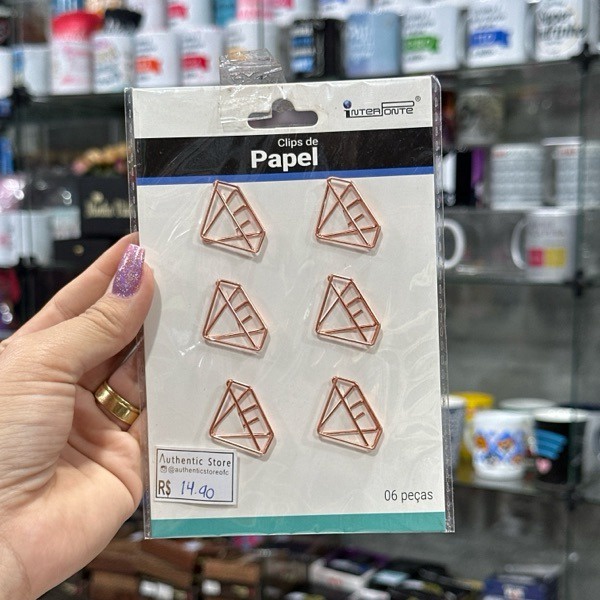 INTERPONTE®
Clips de
Papel
Authentic Store
@authenticstoreofc
R$ 14.90
06 peças